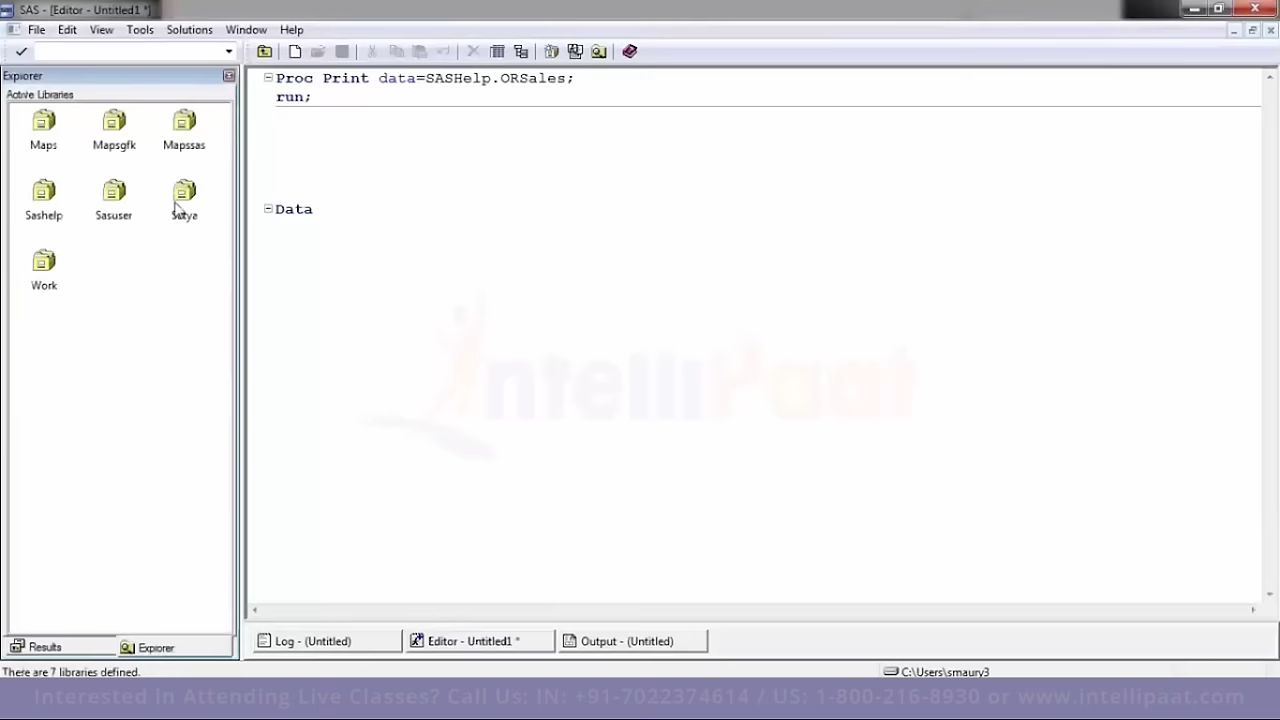 SAS - [Editor - Untitled1 *]
File Edit View Tools Solutions Window Help
Explorer
Active Libraries
Maps Mapsgfk Mapssas
Sashelp Sasuser Satya
Work
Proc Print data=SASHelp.ORSales;
run;
Data
intelliPaat
Results Explorer
Log - (Untitled) Editor - Untitled1 * Output - (Untitled)
There are 7 libraries defined. C:\Users\smaury3
Interested in Attending Live Classes? Call Us: IN: +91-7022374614 / US: 1-800-216-8930 or www.intellipaat.com